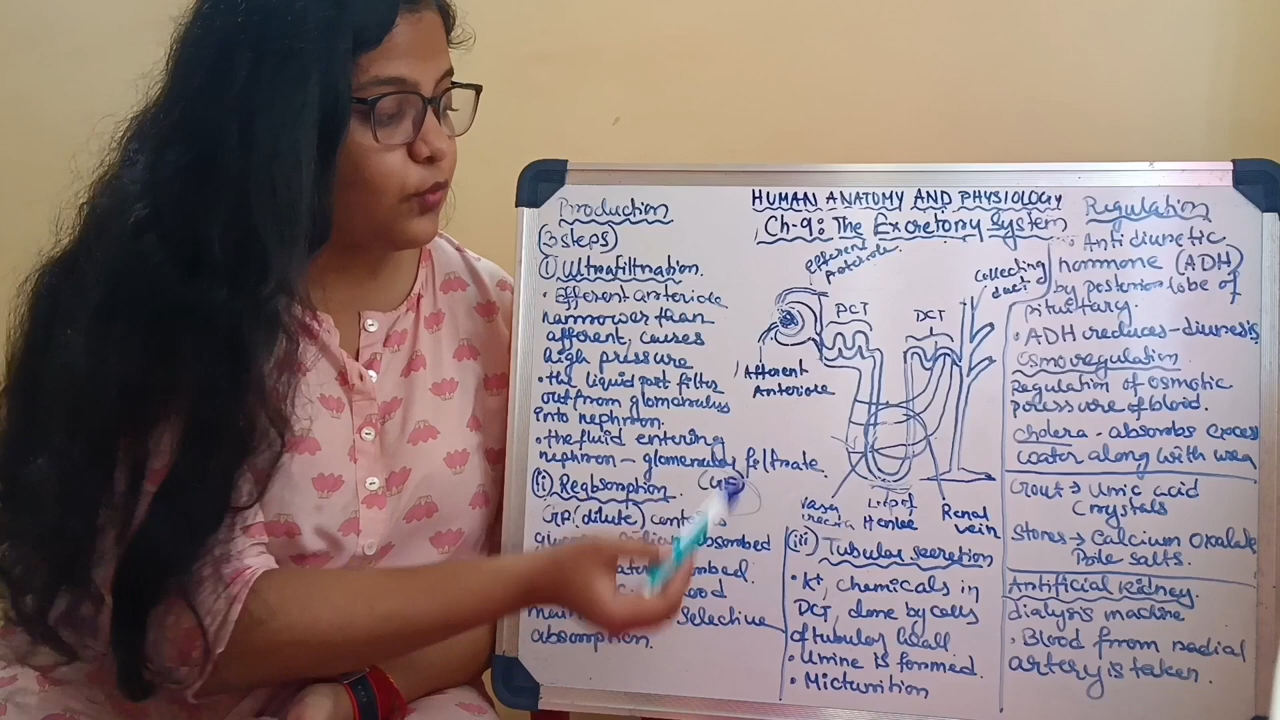 HUMAN ANATOMY AND PHYSIOLOGY
Ch-9: The Excretory System
Production
(3 steps)
(i) Ultrafiltration.
• Efferent arteriole
narrower than
afferent, causes
high pressure
• the liquid part filter
out from glomerulus
into nephron.
• the fluid entering
nephron - glomerular filtrate
(GF)
(ii) Reabsorption.
GF (dilute) contains
absorbed
Selective
absorption.
Efferent
Afferent
Arteriole
PCT
DCT
Collecting
duct
Vasa
recta
Loop of
Henlee
Renal
vein
(iii) Tubular secretion
• K+, chemicals in
DCT, done by cells
of tubular wall
• Urine is formed.
• Micturition
Regulation
• Antidiuretic
hormone (ADH)
by posterior lobe of
pituitary.
• ADH reduces - diuresis
Osmoregulation
Regulation of osmotic
pressure of blood.
cholera - absorbs excess
water along with urea
Gout → Uric acid
Crystals
Stones → Calcium Oxalate
Bile salts.
Artificial kidney.
dialysis machine
• Blood from radial
artery is taken.